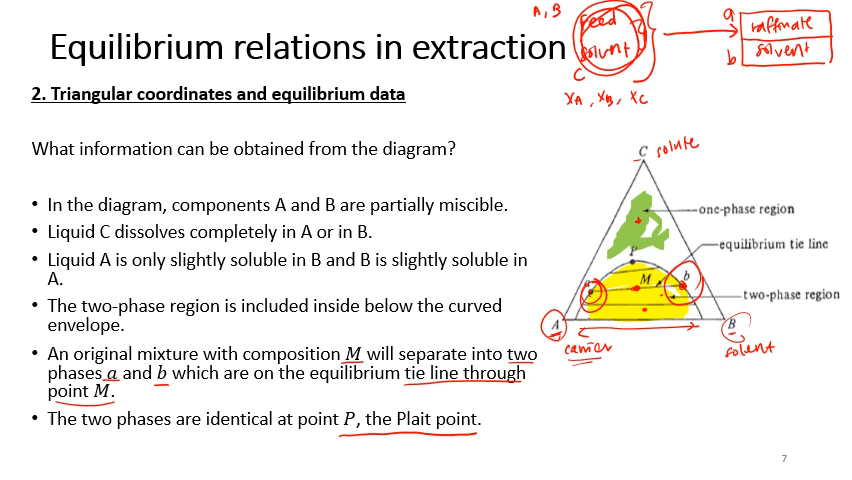 A, B
feed
solvent
C
XA, XB, XC
a
raffinate
b
solvent
Equilibrium relations in extraction
2. Triangular coordinates and equilibrium data
What information can be obtained from the diagram?
• In the diagram, components A and B are partially miscible.
• Liquid C dissolves completely in A or in B.
• Liquid A is only slightly soluble in B and B is slightly soluble in
A.
• The two-phase region is included inside below the curved
envelope.
• An original mixture with composition M will separate into two
phases a and b which are on the equilibrium tie line through
point M.
• The two phases are identical at point P, the Plait point.
C solute
one-phase region
P
equilibrium tie line
a
M
b
two-phase region
A
B
carrier
solvent
7